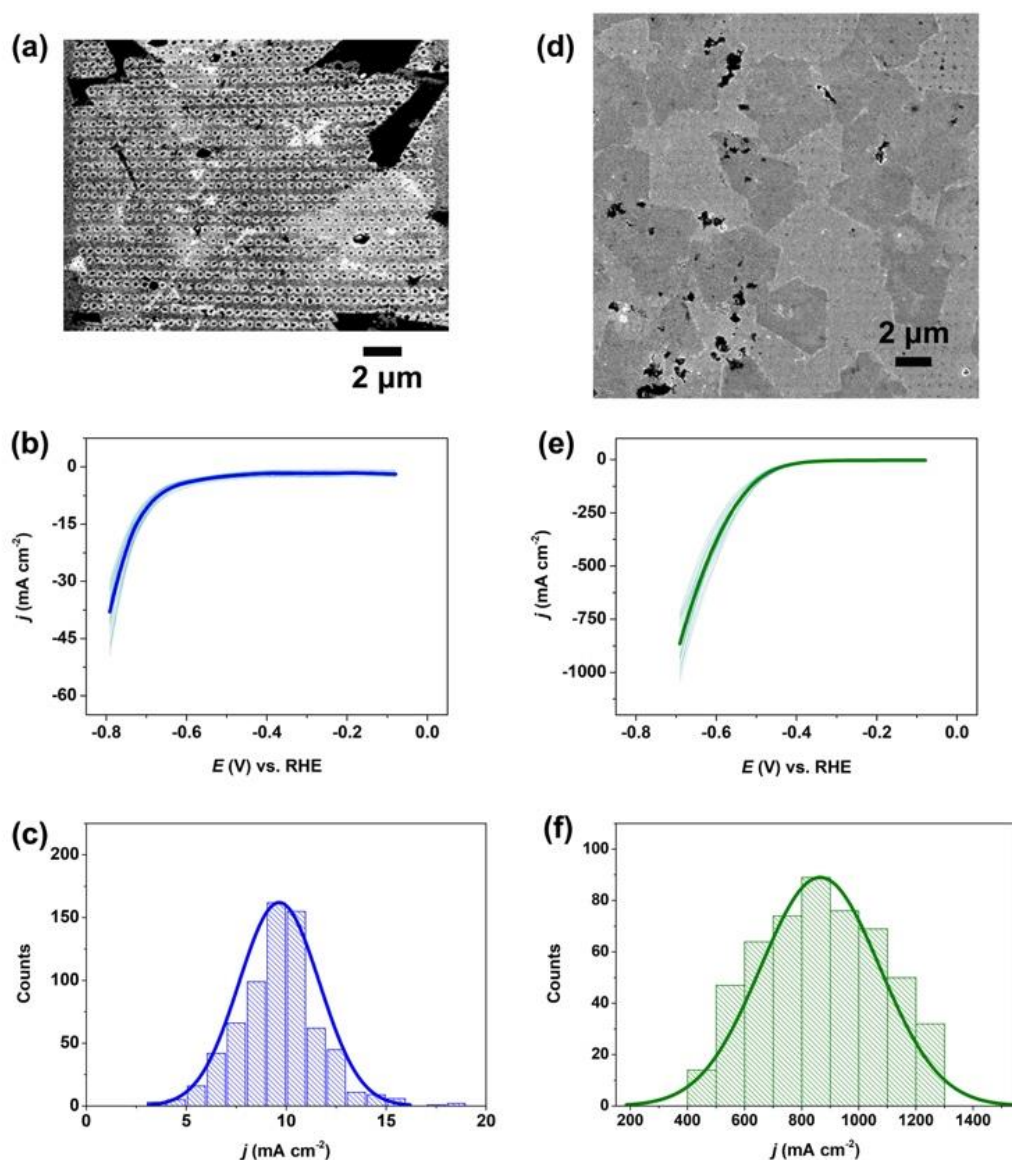 (a)
2 µm
(d)
2 µm
(b)
0
-15
-30
-45
-60
j (mA cm-2)
-0.8
-0.6
-0.4
-0.2
0.0
E (V) vs. RHE
(e)
0
-250
-500
-750
-1000
j (mA cm-2)
-0.8
-0.6
-0.4
-0.2
0.0
E (V) vs. RHE
(c)
200
150
100
50
0
Counts
0
5
10
15
20
j (mA cm-2)
(f)
100
80
60
40
20
0
Counts
200
400
600
800
1000
1200
1400
j (mA cm-2)